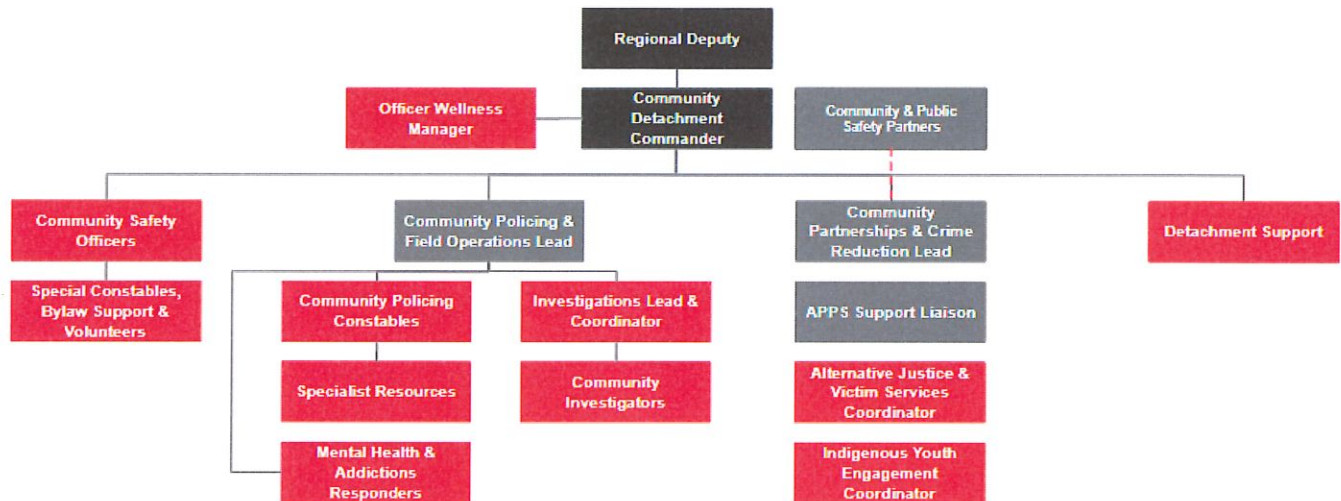 Regional Deputy
Officer Wellness
Manager
Community
Detachment
Commander
Community & Public
Safety Partners
Community Safety
Officers
Community Policing &
Field Operations Lead
Community
Partnerships & Crime
Reduction Lead
Detachment Support
Special Constables,
Bylaw Support &
Volunteers
Community Policing
Constables
Investigations Lead &
Coordinator
APPS Support Liaison
Specialist Resources
Community
Investigators
Alternative Justice &
Victim Services
Coordinator
Mental Health &
Addictions
Responders
Indigenous Youth
Engagement
Coordinator